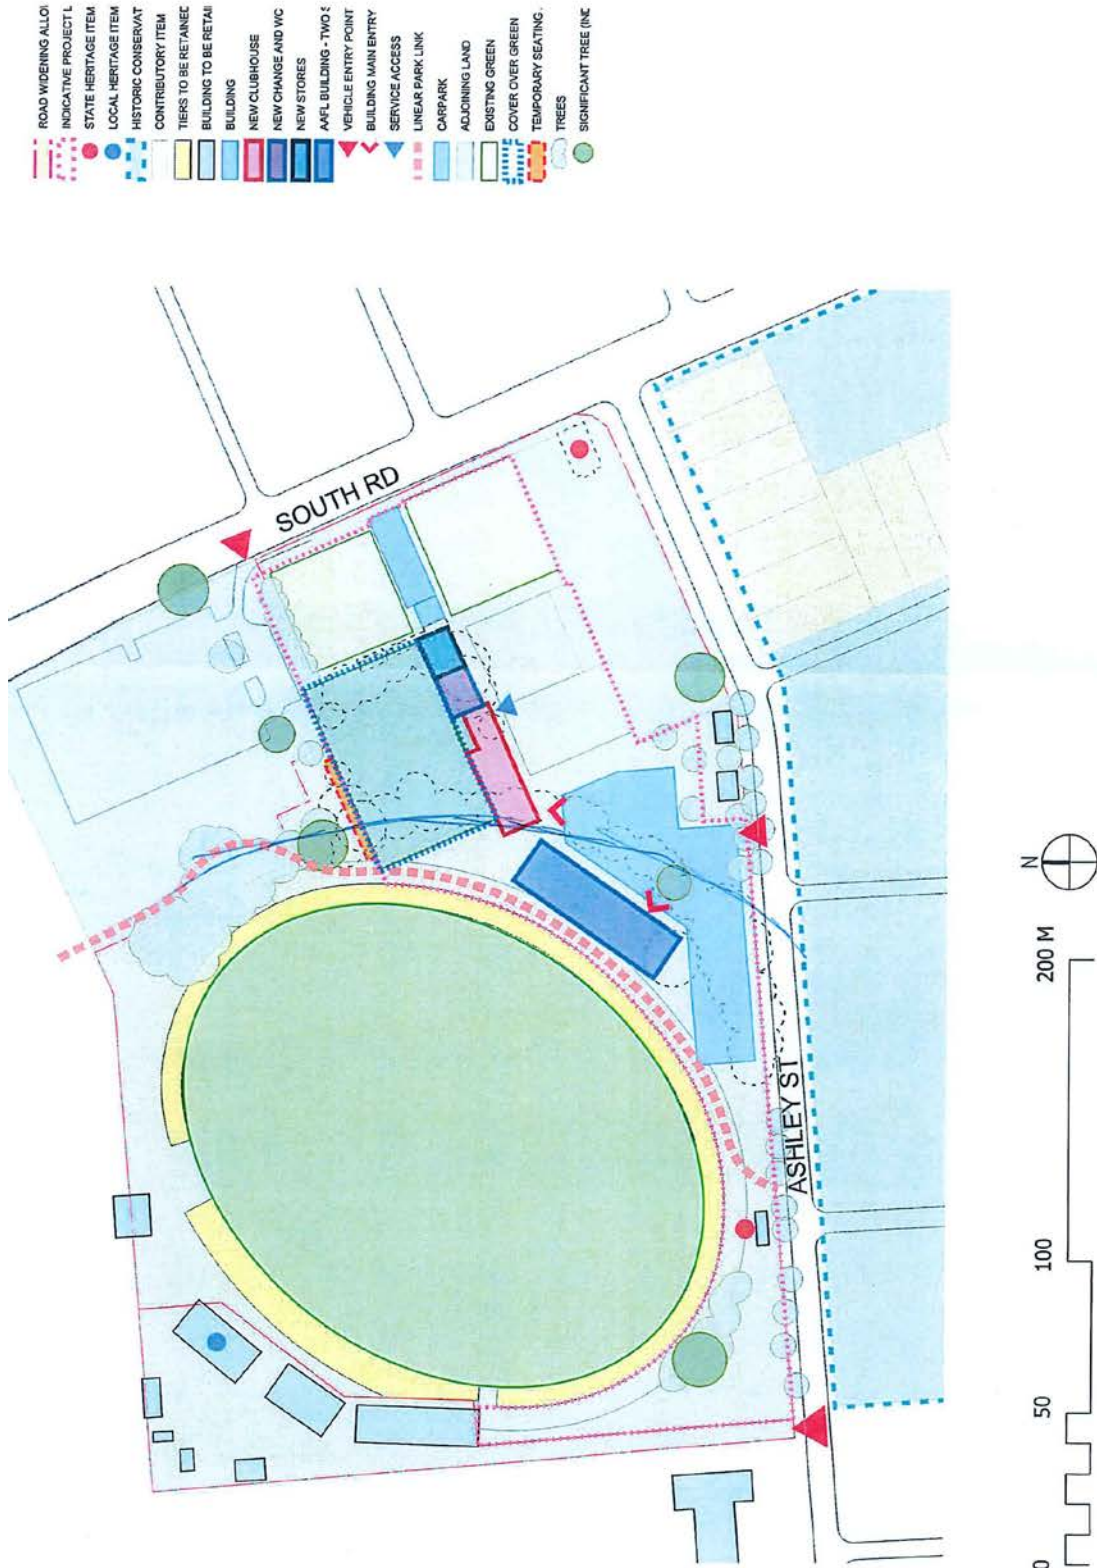 ROAD WIDENING ALLO
INDICATIVE PROJECT L
STATE HERITAGE ITEM
LOCAL HERITAGE ITEM
HISTORIC CONSERVAT
CONTRIBUTORY ITEM
TIERS TO BE RETAINED
BUILDING TO BE RETAI
BUILDING
NEW CLUBHOUSE
NEW CHANGE AND WC
NEW STORES
AAFL BUILDING - TWO S
VEHICLE ENTRY POINT
BUILDING MAIN ENTRY
SERVICE ACCESS
LINEAR PARK LINK
CARPARK
ADJOINING LAND
EXISTING GREEN
COVER OVER GREEN
TEMPORARY SEATING
TREES
SIGNIFICANT TREE (IND
SOUTH RD
ASHLEY ST
N
0 50 100 200 M